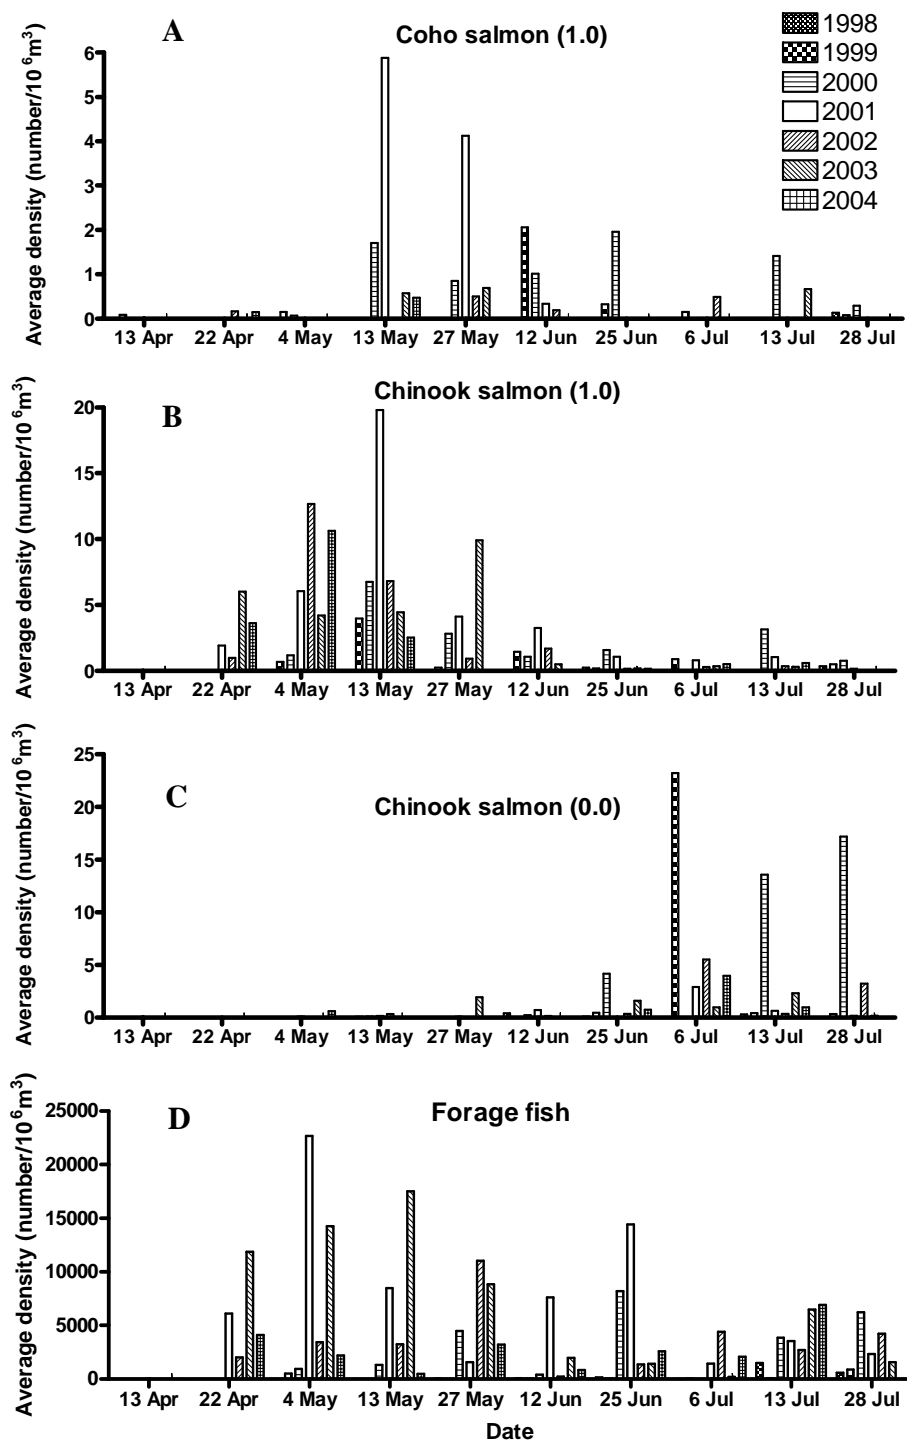 A
Coho salmon (1.0)
1998
1999
2000
2001
2002
2003
2004
Average density (number/10⁶m³)
6
5
4
3
2
1
0
13 Apr 22 Apr 4 May 13 May 27 May 12 Jun 25 Jun 6 Jul 13 Jul 28 Jul
B
Chinook salmon (1.0)
Average density (number/10⁶m³)
20
15
10
5
0
13 Apr 22 Apr 4 May 13 May 27 May 12 Jun 25 Jun 6 Jul 13 Jul 28 Jul
C
Chinook salmon (0.0)
Average density (number/10⁶m³)
25
20
15
10
5
0
13 Apr 22 Apr 4 May 13 May 27 May 12 Jun 25 Jun 6 Jul 13 Jul 28 Jul
D
Forage fish
Average density (number/10⁶m³)
25000
20000
15000
10000
5000
0
13 Apr 22 Apr 4 May 13 May 27 May 12 Jun 25 Jun 6 Jul 13 Jul 28 Jul
Date